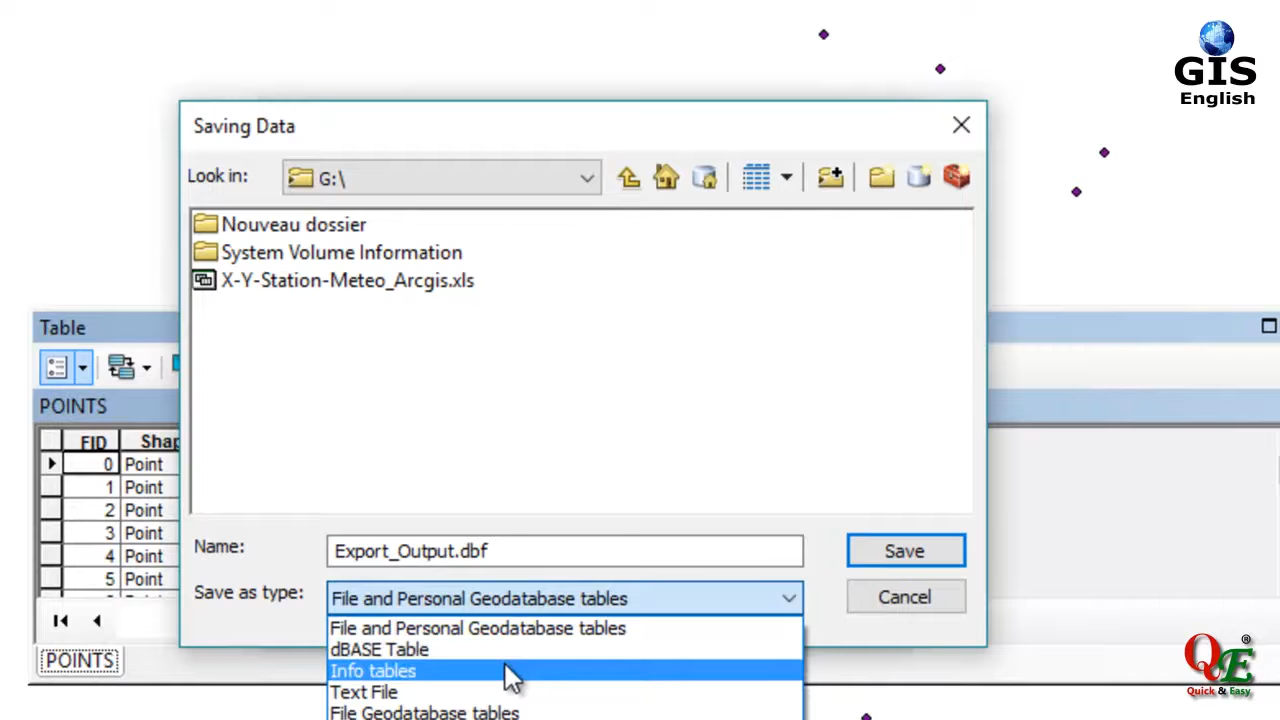 GIS
English
Saving Data
Look in:
G:\
Nouveau dossier
System Volume Information
X-Y-Station-Meteo_Arcgis.xls
Table
POINTS
FID Shap
0 Point
1 Point
2 Point
3 Point
4 Point
5 Point
Name:
Export_Output.dbf
Save
Save as type:
File and Personal Geodatabase tables
Cancel
File and Personal Geodatabase tables
dBASE Table
Info tables
Text File
File Geodatabase tables
POINTS
QE®
Quick & Easy